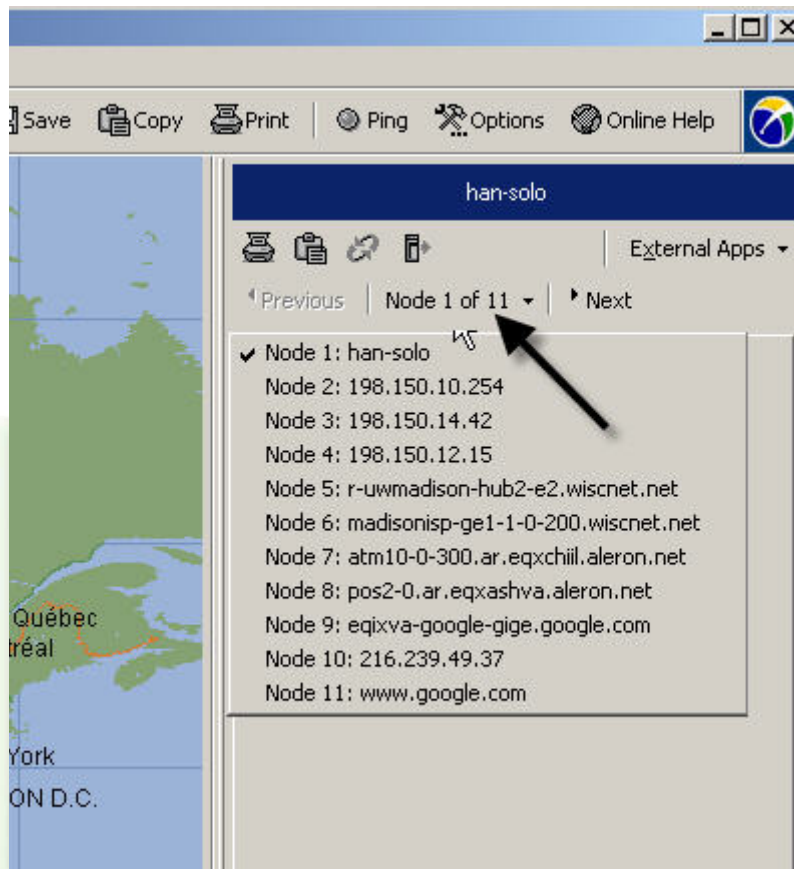 Save Copy Print Ping Options Online Help
han-solo
External Apps
Previous Node 1 of 11 Next
Node 1: han-solo
Node 2: 198.150.10.254
Node 3: 198.150.14.42
Node 4: 198.150.12.15
Node 5: r-uwmadison-hub2-e2.wiscnet.net
Node 6: madisonisp-ge1-1-0-200.wiscnet.net
Node 7: atm10-0-300.ar.eqxchiil.aleron.net
Node 8: pos2-0.ar.eqxashva.aleron.net
Node 9: eqixva-google-gige.google.com
Node 10: 216.239.49.37
Node 11: www.google.com
Québec
tréal
York
ON D.C.